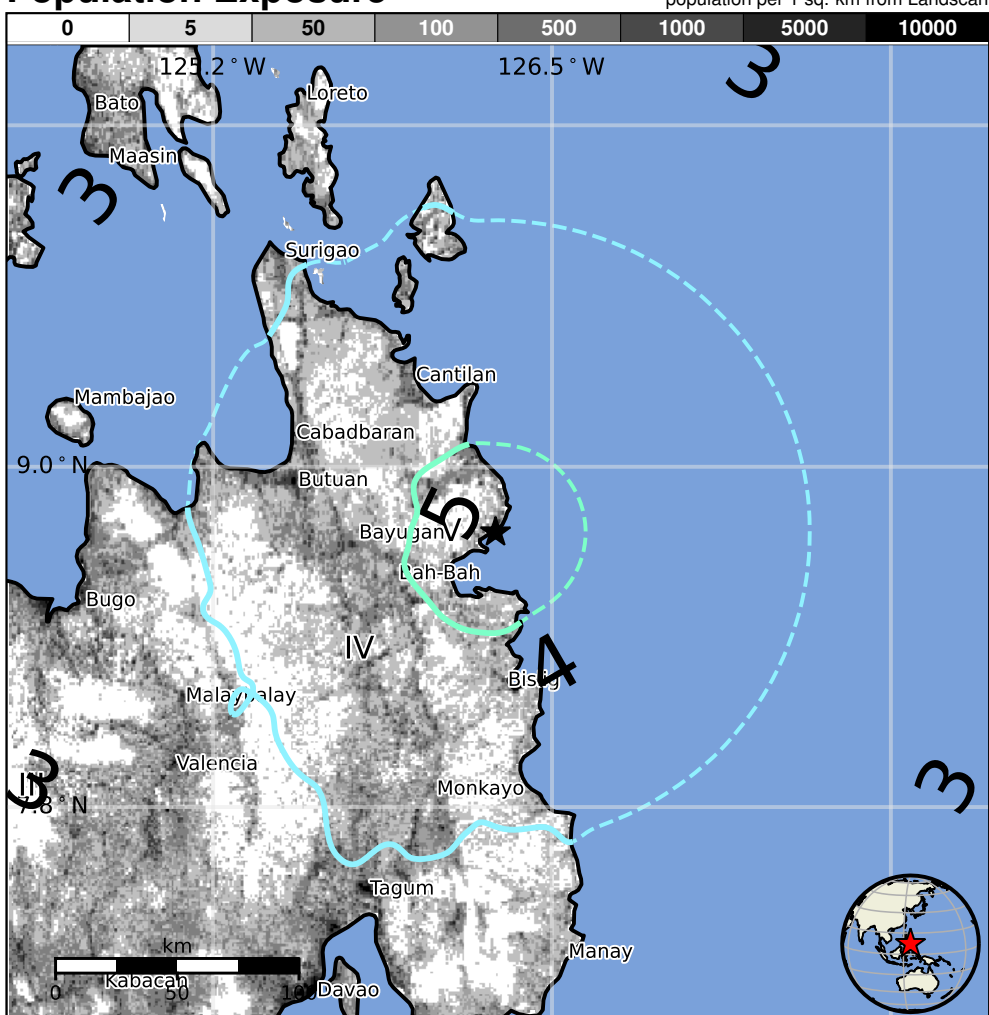 Population Exposure
population per 1 sq. km from Landscan
0 5 50 100 500 1000 5000 10000
125.2°W 126.5°W
3
Loreto
Bato
Maasin
3
Surigao
Cantilan
Mambajao
Cabadbaran
9.0°N
Butuan
5
Bayugan V
Bah-Bah
Bugo
IV
4
Bislig
Malaybalay
Valencia
3
III
7.8°N
Monkayo
3
Tagum
km
Manay
Kabacan
0 50 100
Davao